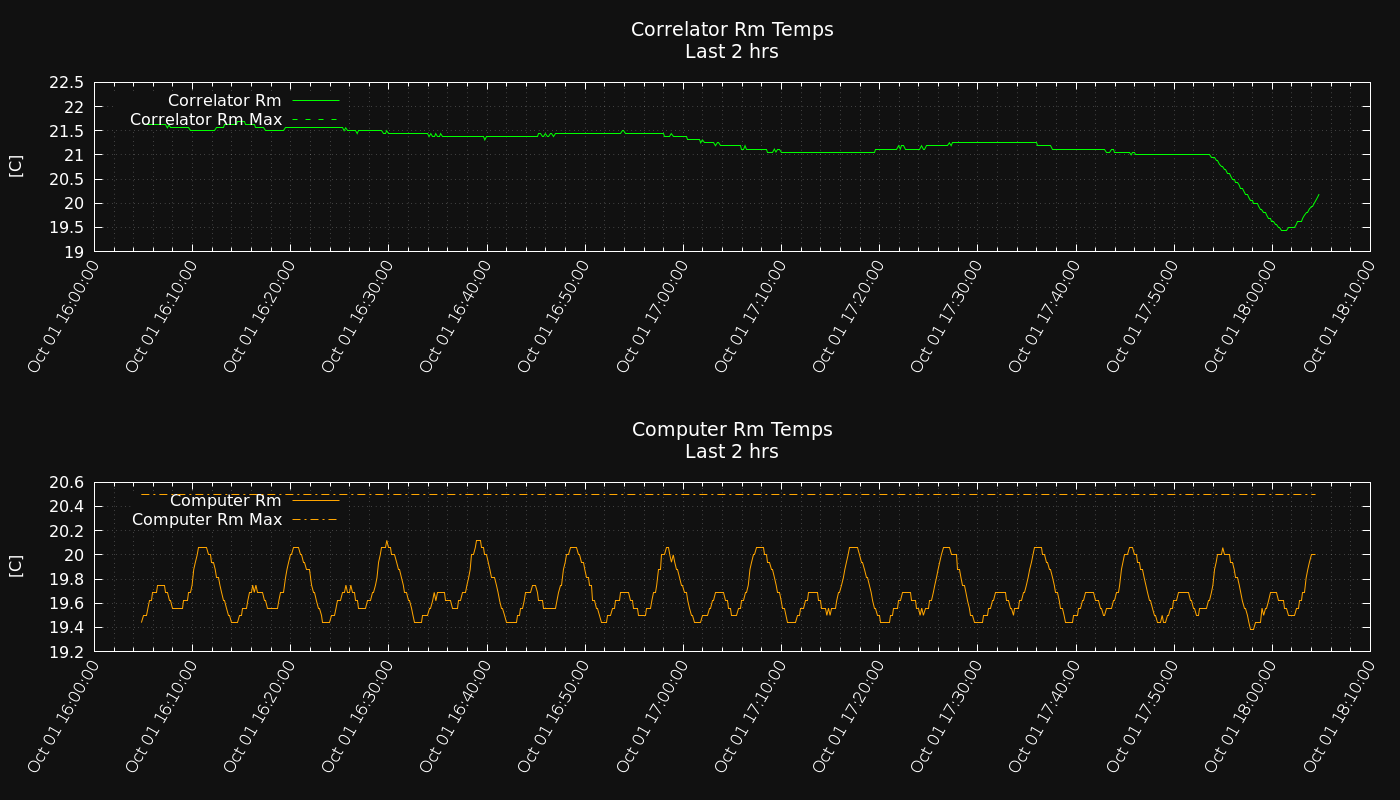 Correlator Rm Temps
Last 2 hrs
22.5
22
21.5
21
20.5
20
19.5
19
[C]
Correlator Rm
Correlator Rm Max
Oct 01 16:00:00
Oct 01 16:10:00
Oct 01 16:20:00
Oct 01 16:30:00
Oct 01 16:40:00
Oct 01 16:50:00
Oct 01 17:00:00
Oct 01 17:10:00
Oct 01 17:20:00
Oct 01 17:30:00
Oct 01 17:40:00
Oct 01 17:50:00
Oct 01 18:00:00
Oct 01 18:10:00
Computer Rm Temps
Last 2 hrs
20.6
20.4
20.2
20
19.8
19.6
19.4
19.2
[C]
Computer Rm
Computer Rm Max
Oct 01 16:00:00
Oct 01 16:10:00
Oct 01 16:20:00
Oct 01 16:30:00
Oct 01 16:40:00
Oct 01 16:50:00
Oct 01 17:00:00
Oct 01 17:10:00
Oct 01 17:20:00
Oct 01 17:30:00
Oct 01 17:40:00
Oct 01 17:50:00
Oct 01 18:00:00
Oct 01 18:10:00